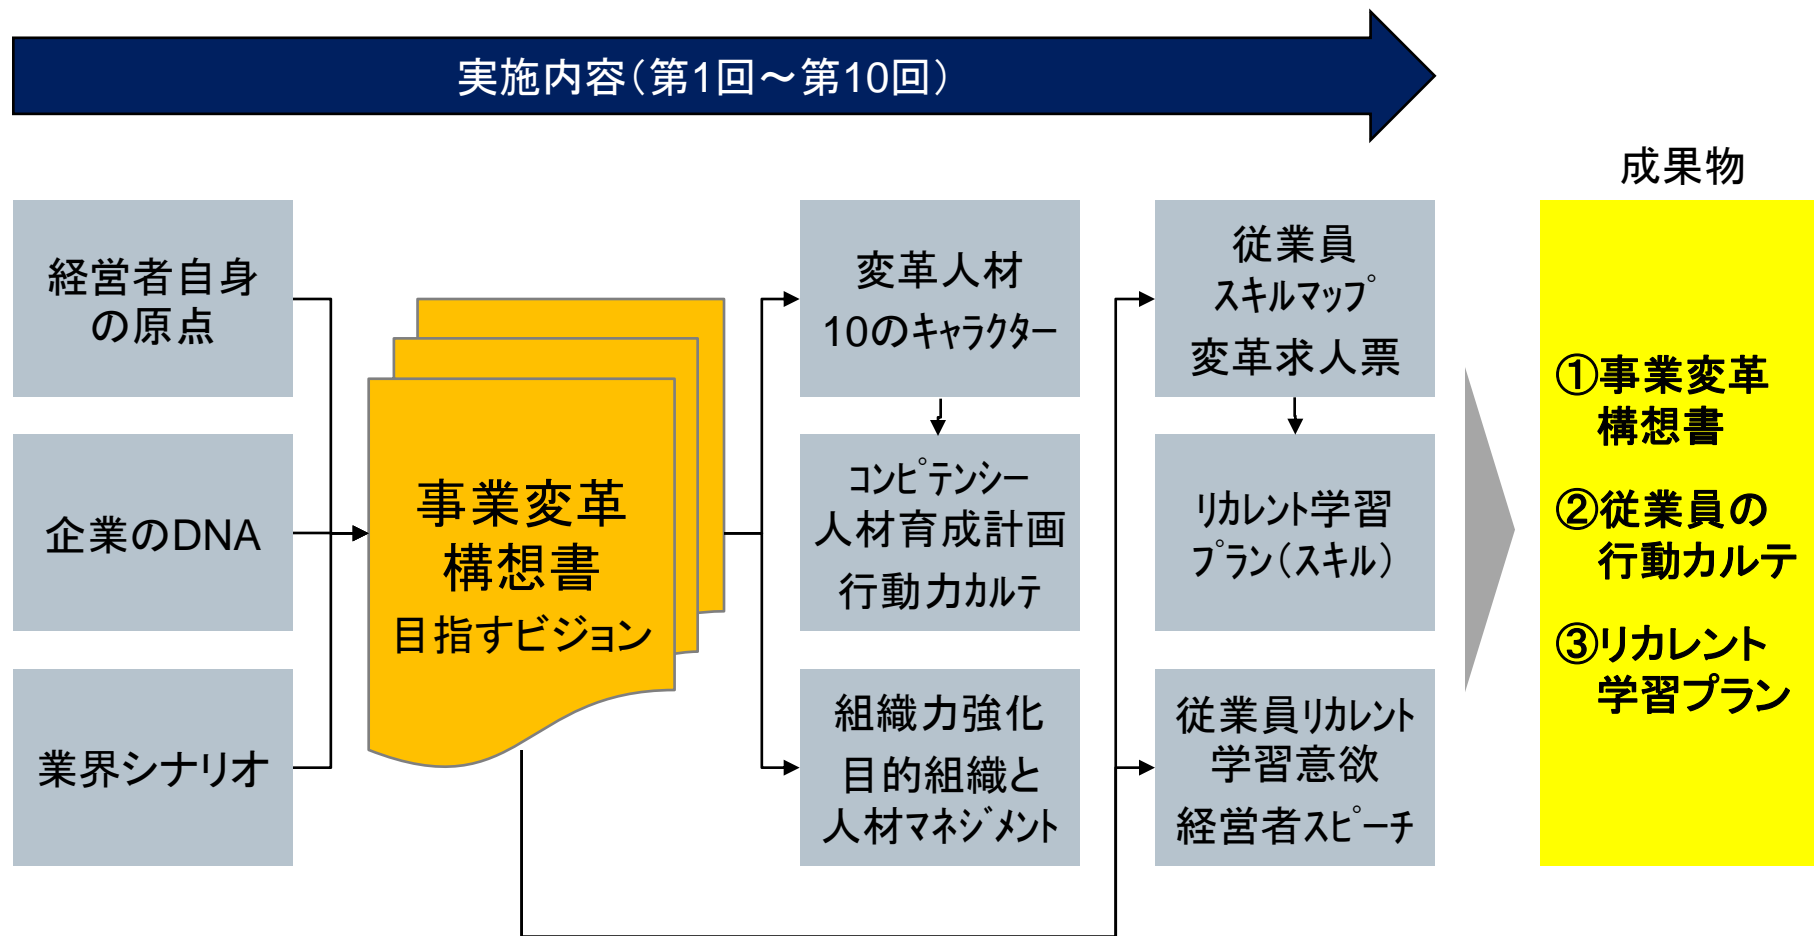 実施内容（第1回～第10回）
成果物
経営者自身
の原点
企業のDNA
業界シナリオ
事業変革
構想書
目指すビジョン
変革人材
10のｷｬﾗｸﾀｰ
ｺﾝﾋﾟﾃﾝｼｰ
人材育成計画
行動力ｶﾙﾃ
組織力強化
目的組織と
人材ﾏﾈｼﾞﾒﾝﾄ
従業員
ｽｷﾙﾏｯﾌﾟ
変革求人票
ﾘｶﾚﾝﾄ学習
ﾌﾟﾗﾝ（ｽｷﾙ）
従業員ﾘｶﾚﾝﾄ
学習意欲
経営者ｽﾋﾟｰﾁ
①事業変革
構想書
②従業員の
行動カルテ
③リカレント
学習プラン